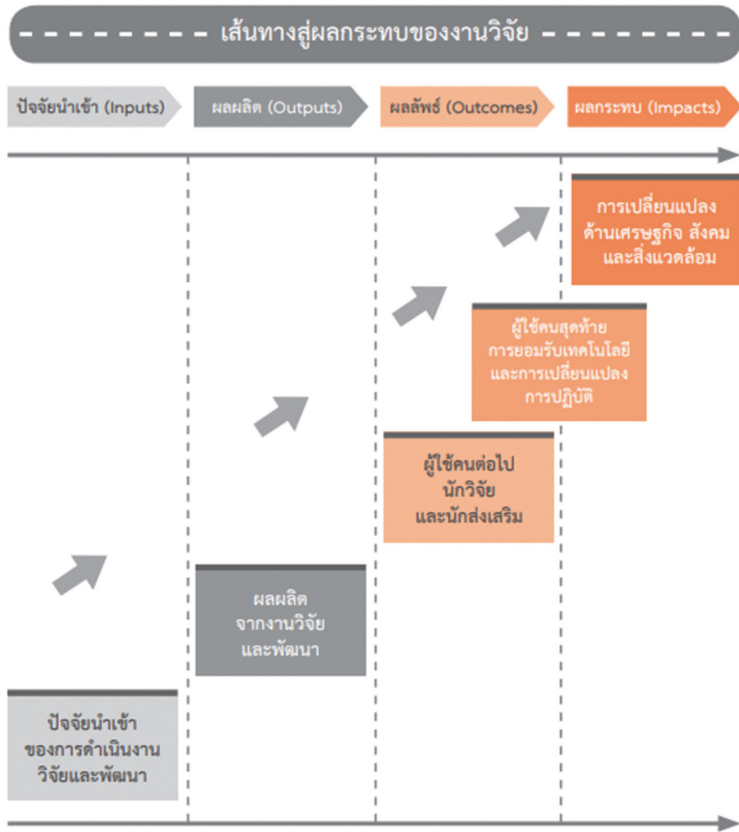 เส้นทางสู่ผลกระทบของงานวิจัย
ปัจจัยนำเข้า (Inputs)
ผลผลิต (Outputs)
ผลลัพธ์ (Outcomes)
ผลกระทบ (Impacts)
การเปลี่ยนแปลง
ด้านเศรษฐกิจ สังคม
และสิ่งแวดล้อม
ผู้ใช้คนสุดท้าย
การยอมรับเทคโนโลยี
และการเปลี่ยนแปลง
การปฏิบัติ
ผู้ใช้คนต่อไป
นักวิจัย
และนักส่งเสริม
ผลผลิต
จากงานวิจัย
และพัฒนา
ปัจจัยนำเข้า
ของการดำเนินงาน
วิจัยและพัฒนา